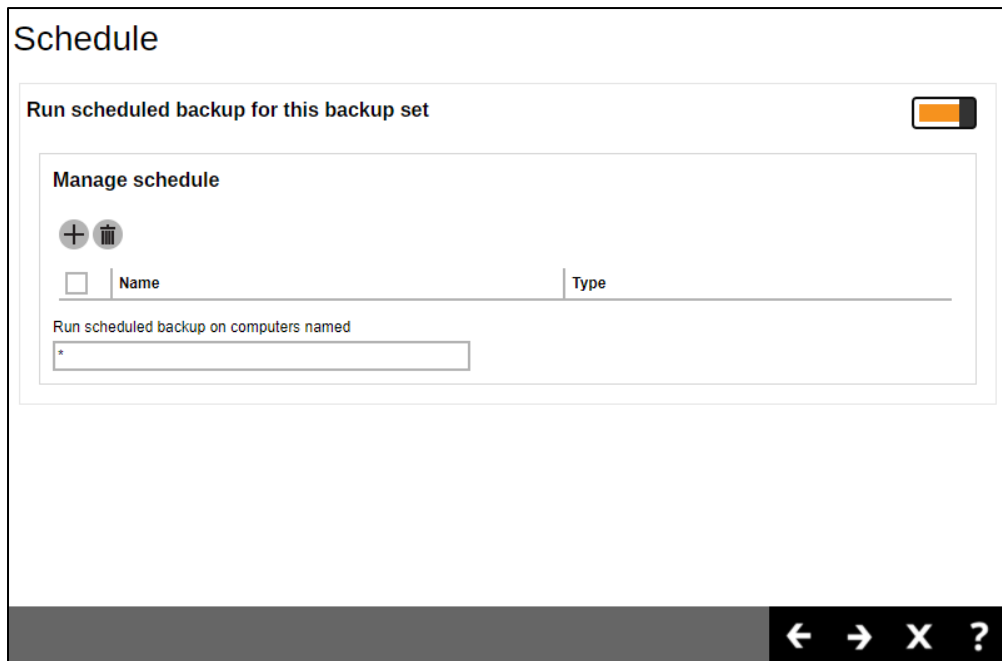 Schedule
Run scheduled backup for this backup set
Manage schedule
Name Type
Run scheduled backup on computers named
*
X ?